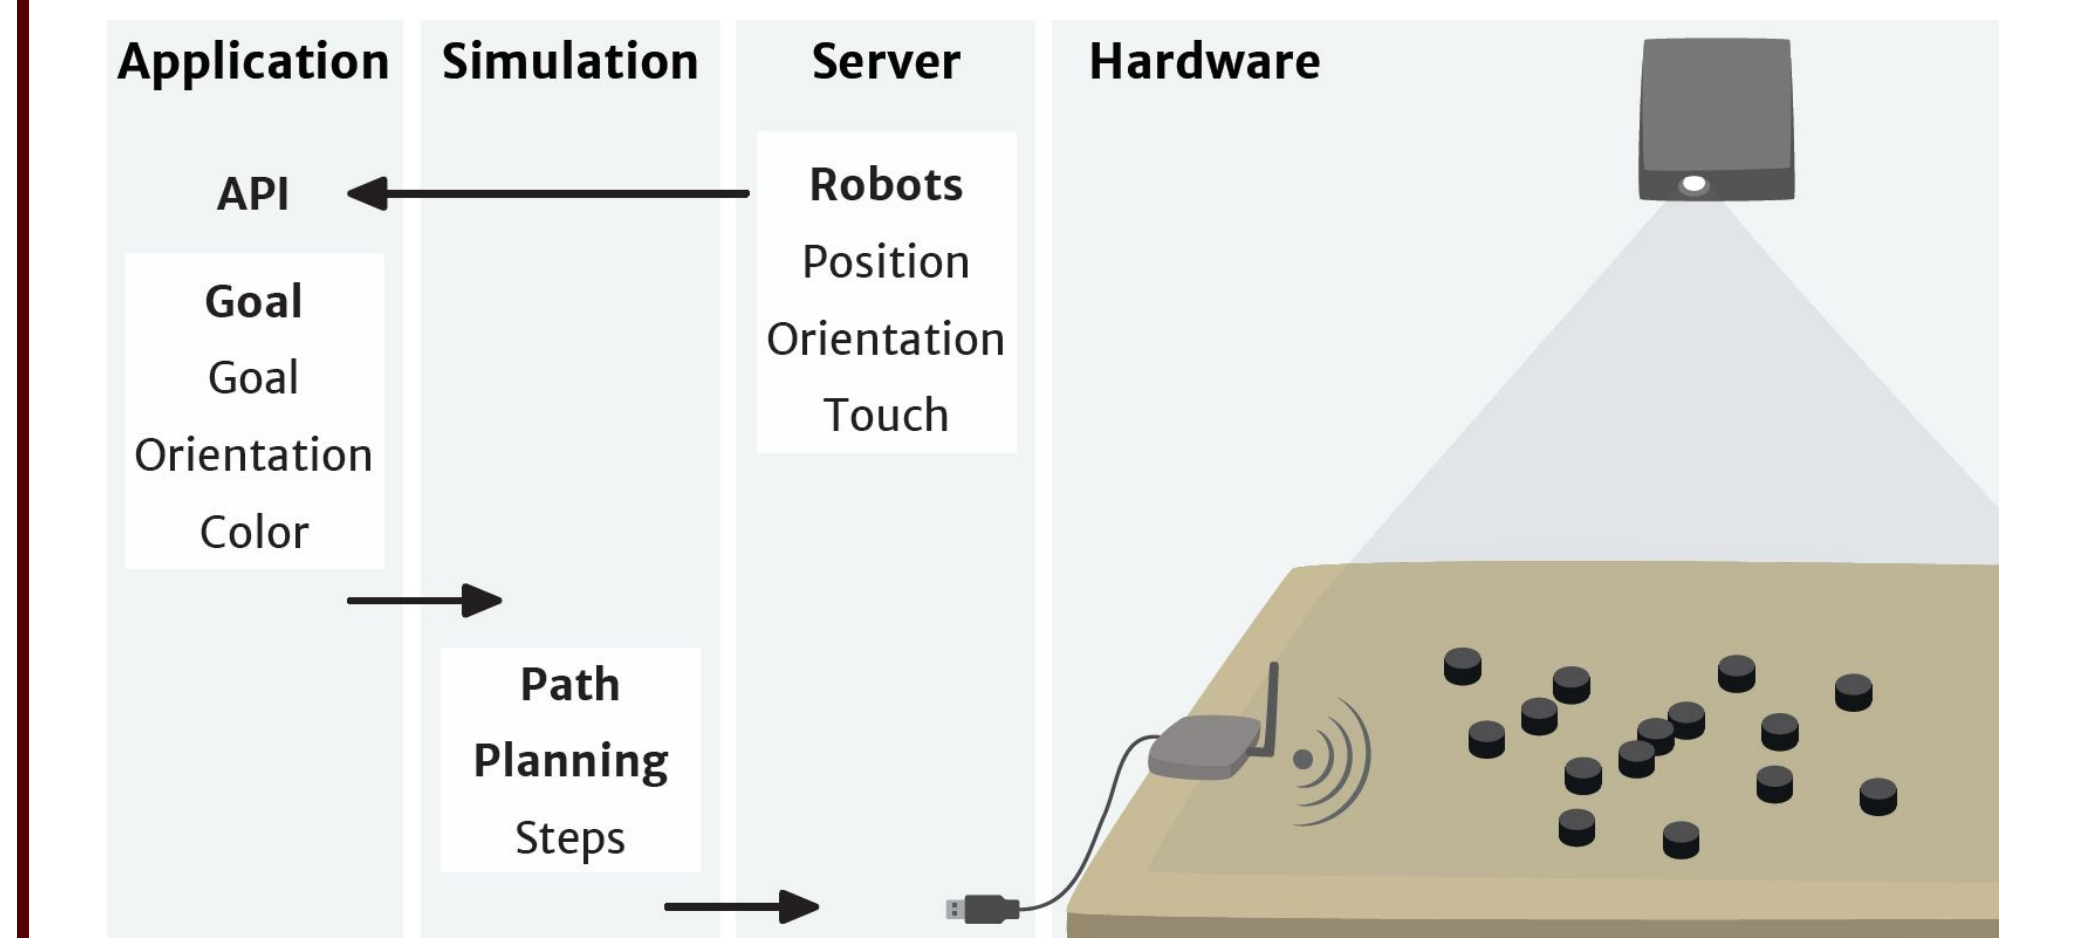 Application
Simulation
Server
Hardware
API
Goal
Goal
Orientation
Color
Path
Planning
Steps
Robots
Position
Orientation
Touch